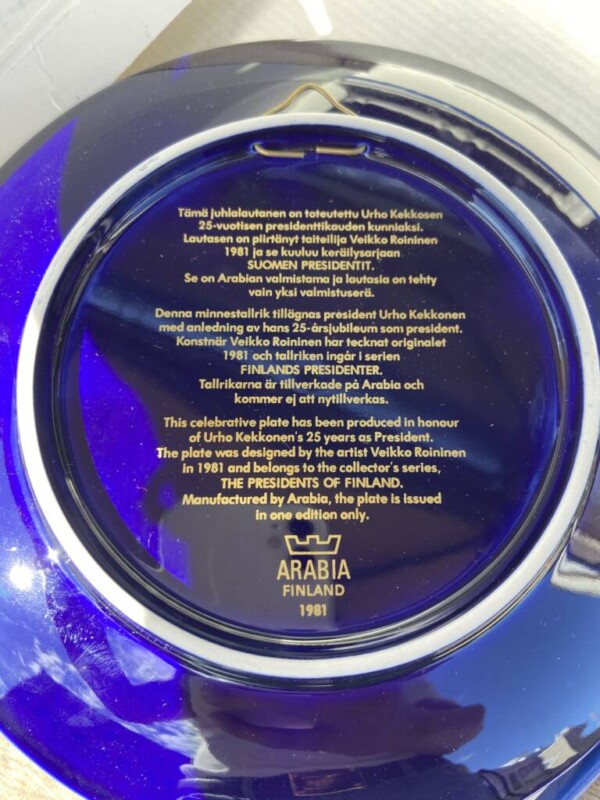 Tämä juhlalautanen on toteutettu Urho Kekkosen
25-vuotisen presidenttikauden kunniaksi.
Lautasen on piirtänyt taiteilija Veikko Roininen
1981 ja se kuuluu keräilysarjaan
SUOMEN PRESIDENTIT.
Se on Arabian valmistama ja lautasia on tehty
vain yksi valmistuserä.
Denna minnestallrik tillägnas president Urho Kekkonen
med anledning av hans 25-årsjubileum som president.
Konstnär Veikko Roininen har tecknat originalet
1981 och tallriken ingår i serien
FINLANDS PRESIDENTER.
Tallrikarna är tillverkade på Arabia och
kommer ej att nytillverkas.
This celebrative plate has been produced in honour
of Urho Kekkonen's 25 years as President.
The plate was designed by the artist Veikko Roininen
in 1981 and belongs to the collector's series,
THE PRESIDENTS OF FINLAND.
Manufactured by Arabia, the plate is issued
in one edition only.
ARABIA
FINLAND
1981